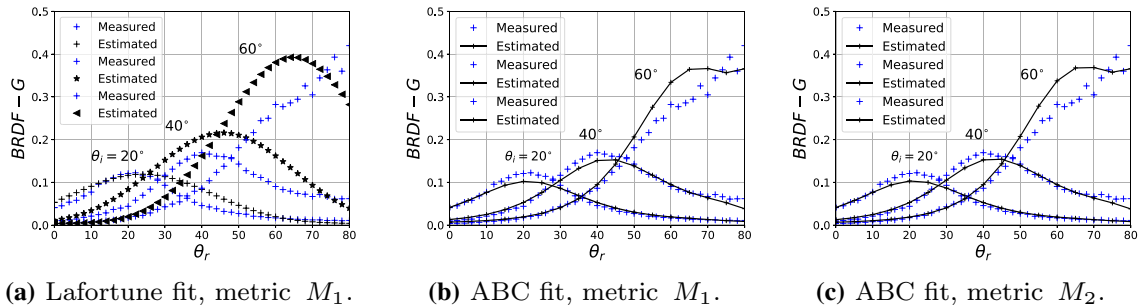 0.5
0.4
0.3
0.2
0.1
0.0
BRDF − G
Measured
Estimated
Measured
Estimated
Measured
Estimated
60°
40°
θi = 20°
0 10 20 30 40 50 60 70 80
θr
(a) Lafortune fit, metric M1.
0.5
0.4
0.3
0.2
0.1
0.0
BRDF − G
Measured
Estimated
Measured
Estimated
Measured
Estimated
60°
40°
θi = 20°
0 10 20 30 40 50 60 70 80
θr
(b) ABC fit, metric M1.
0.5
0.4
0.3
0.2
0.1
0.0
BRDF − G
Measured
Estimated
Measured
Estimated
Measured
Estimated
60°
40°
θi = 20°
0 10 20 30 40 50 60 70 80
θr
(c) ABC fit, metric M2.